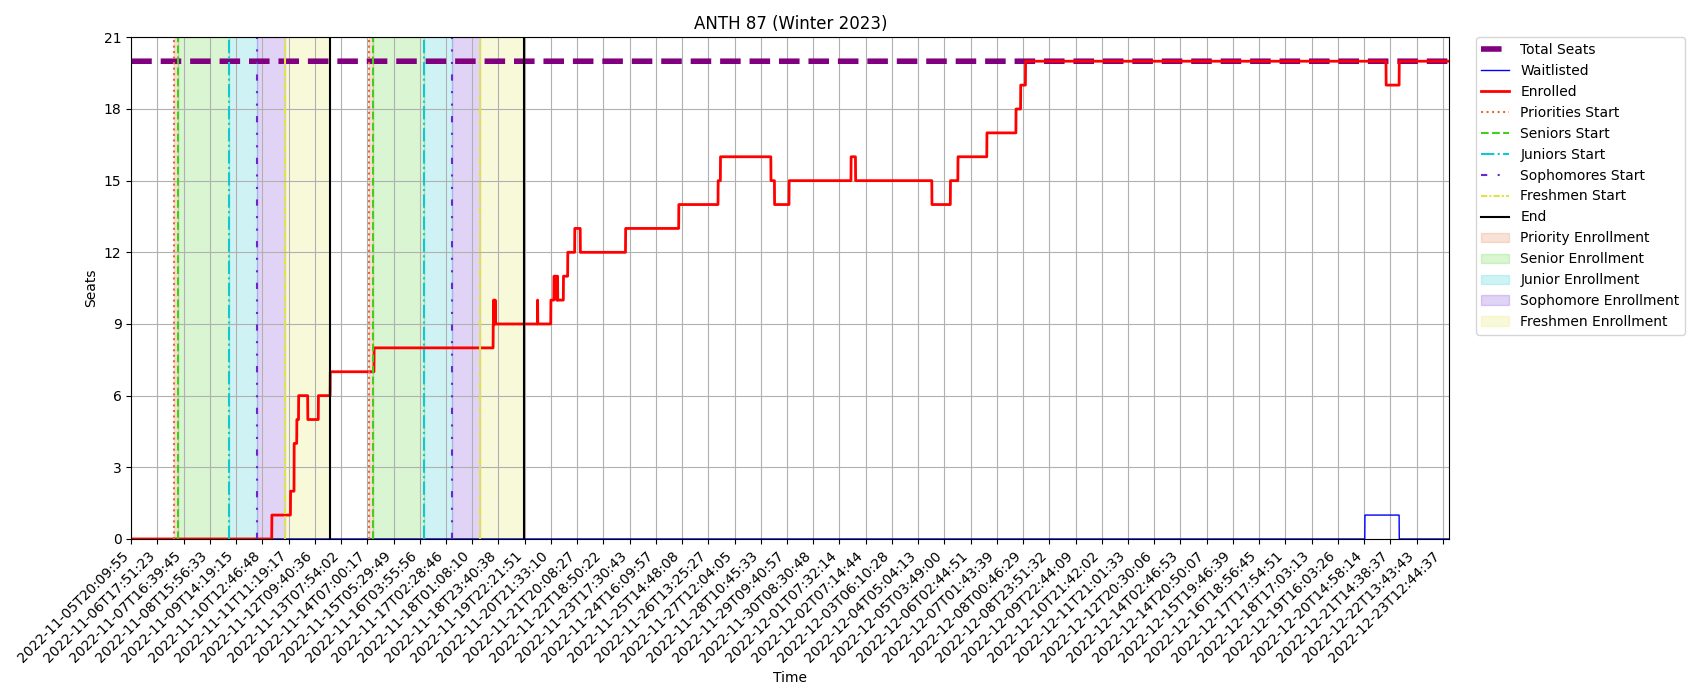 ANTH 87 (Winter 2023)
Seats
21
18
15
12
9
6
3
0
2022-11-05T20:09:55
2022-11-06T17:51:23
2022-11-07T16:39:45
2022-11-08T15:56:33
2022-11-09T14:19:15
2022-11-10T12:46:48
2022-11-11T11:19:17
2022-11-12T09:40:36
2022-11-13T07:54:02
2022-11-14T07:00:17
2022-11-15T05:29:49
2022-11-16T03:55:56
2022-11-17T02:28:46
2022-11-18T01:08:10
2022-11-18T23:40:38
2022-11-19T22:21:51
2022-11-20T21:33:10
2022-11-21T20:08:27
2022-11-22T18:50:22
2022-11-23T17:30:43
2022-11-24T16:09:57
2022-11-25T14:48:09
2022-11-26T13:25:27
2022-11-27T12:04:05
2022-11-28T10:45:33
2022-11-29T09:40:57
2022-11-30T08:30:48
2022-12-01T07:32:14
2022-12-02T07:14:44
2022-12-03T06:10:28
2022-12-04T05:04:13
2022-12-05T03:49:00
2022-12-06T02:44:51
2022-12-07T01:43:39
2022-12-08T00:46:29
2022-12-08T23:51:32
2022-12-09T22:44:09
2022-12-10T21:42:02
2022-12-11T21:01:33
2022-12-12T20:30:06
2022-12-14T02:46:53
2022-12-14T20:50:07
2022-12-15T19:46:39
2022-12-16T18:56:45
2022-12-17T17:54:51
2022-12-18T17:03:13
2022-12-19T16:03:26
2022-12-20T14:58:14
2022-12-21T14:38:37
2022-12-22T13:43:43
2022-12-23T12:44:37
Time
Total Seats
Waitlisted
Enrolled
Priorities Start
Seniors Start
Juniors Start
Sophomores Start
Freshmen Start
End
Priority Enrollment
Senior Enrollment
Junior Enrollment
Sophomore Enrollment
Freshmen Enrollment